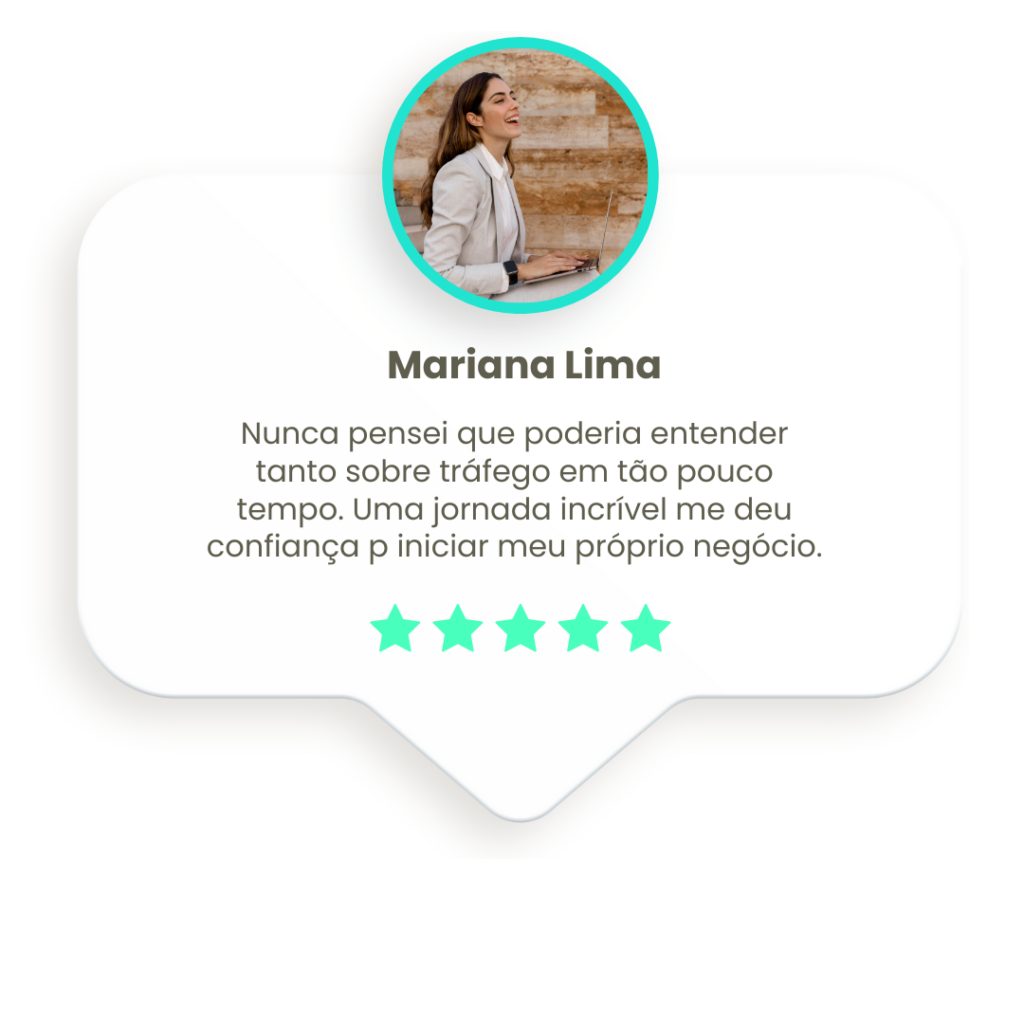 Mariana Lima
Nunca pensei que poderia entender
tanto sobre tráfego em tão pouco
tempo. Uma jornada incrível me deu
confiança p iniciar meu próprio negócio.